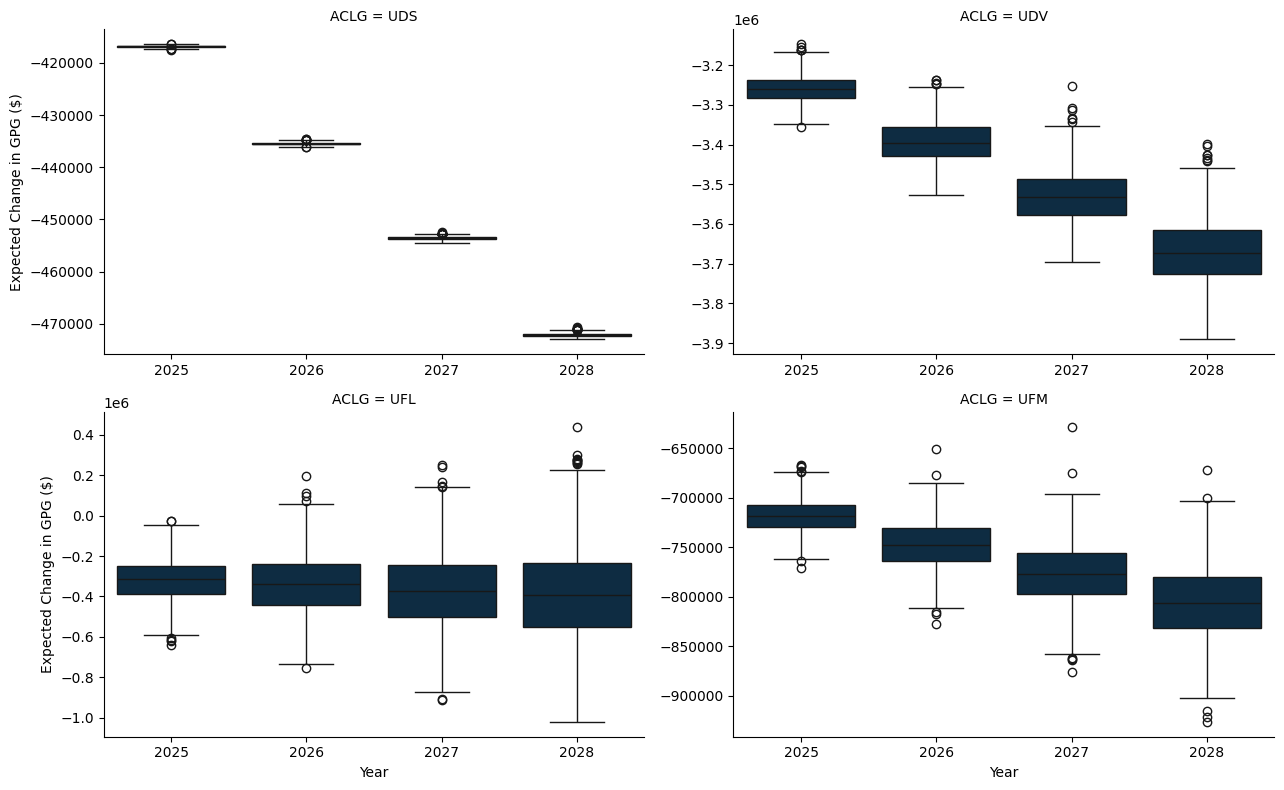 ACLG = UDS
Expected Change in GPG ($)
−420000
−430000
−440000
−450000
−460000
−470000
2025 2026 2027 2028
ACLG = UDV
1e6
−3.2
−3.3
−3.4
−3.5
−3.6
−3.7
−3.8
−3.9
2025 2026 2027 2028
ACLG = UFL
1e6
Expected Change in GPG ($)
0.4
0.2
0.0
−0.2
−0.4
−0.6
−0.8
−1.0
2025 2026 2027 2028
Year
ACLG = UFM
−650000
−700000
−750000
−800000
−850000
−900000
2025 2026 2027 2028
Year